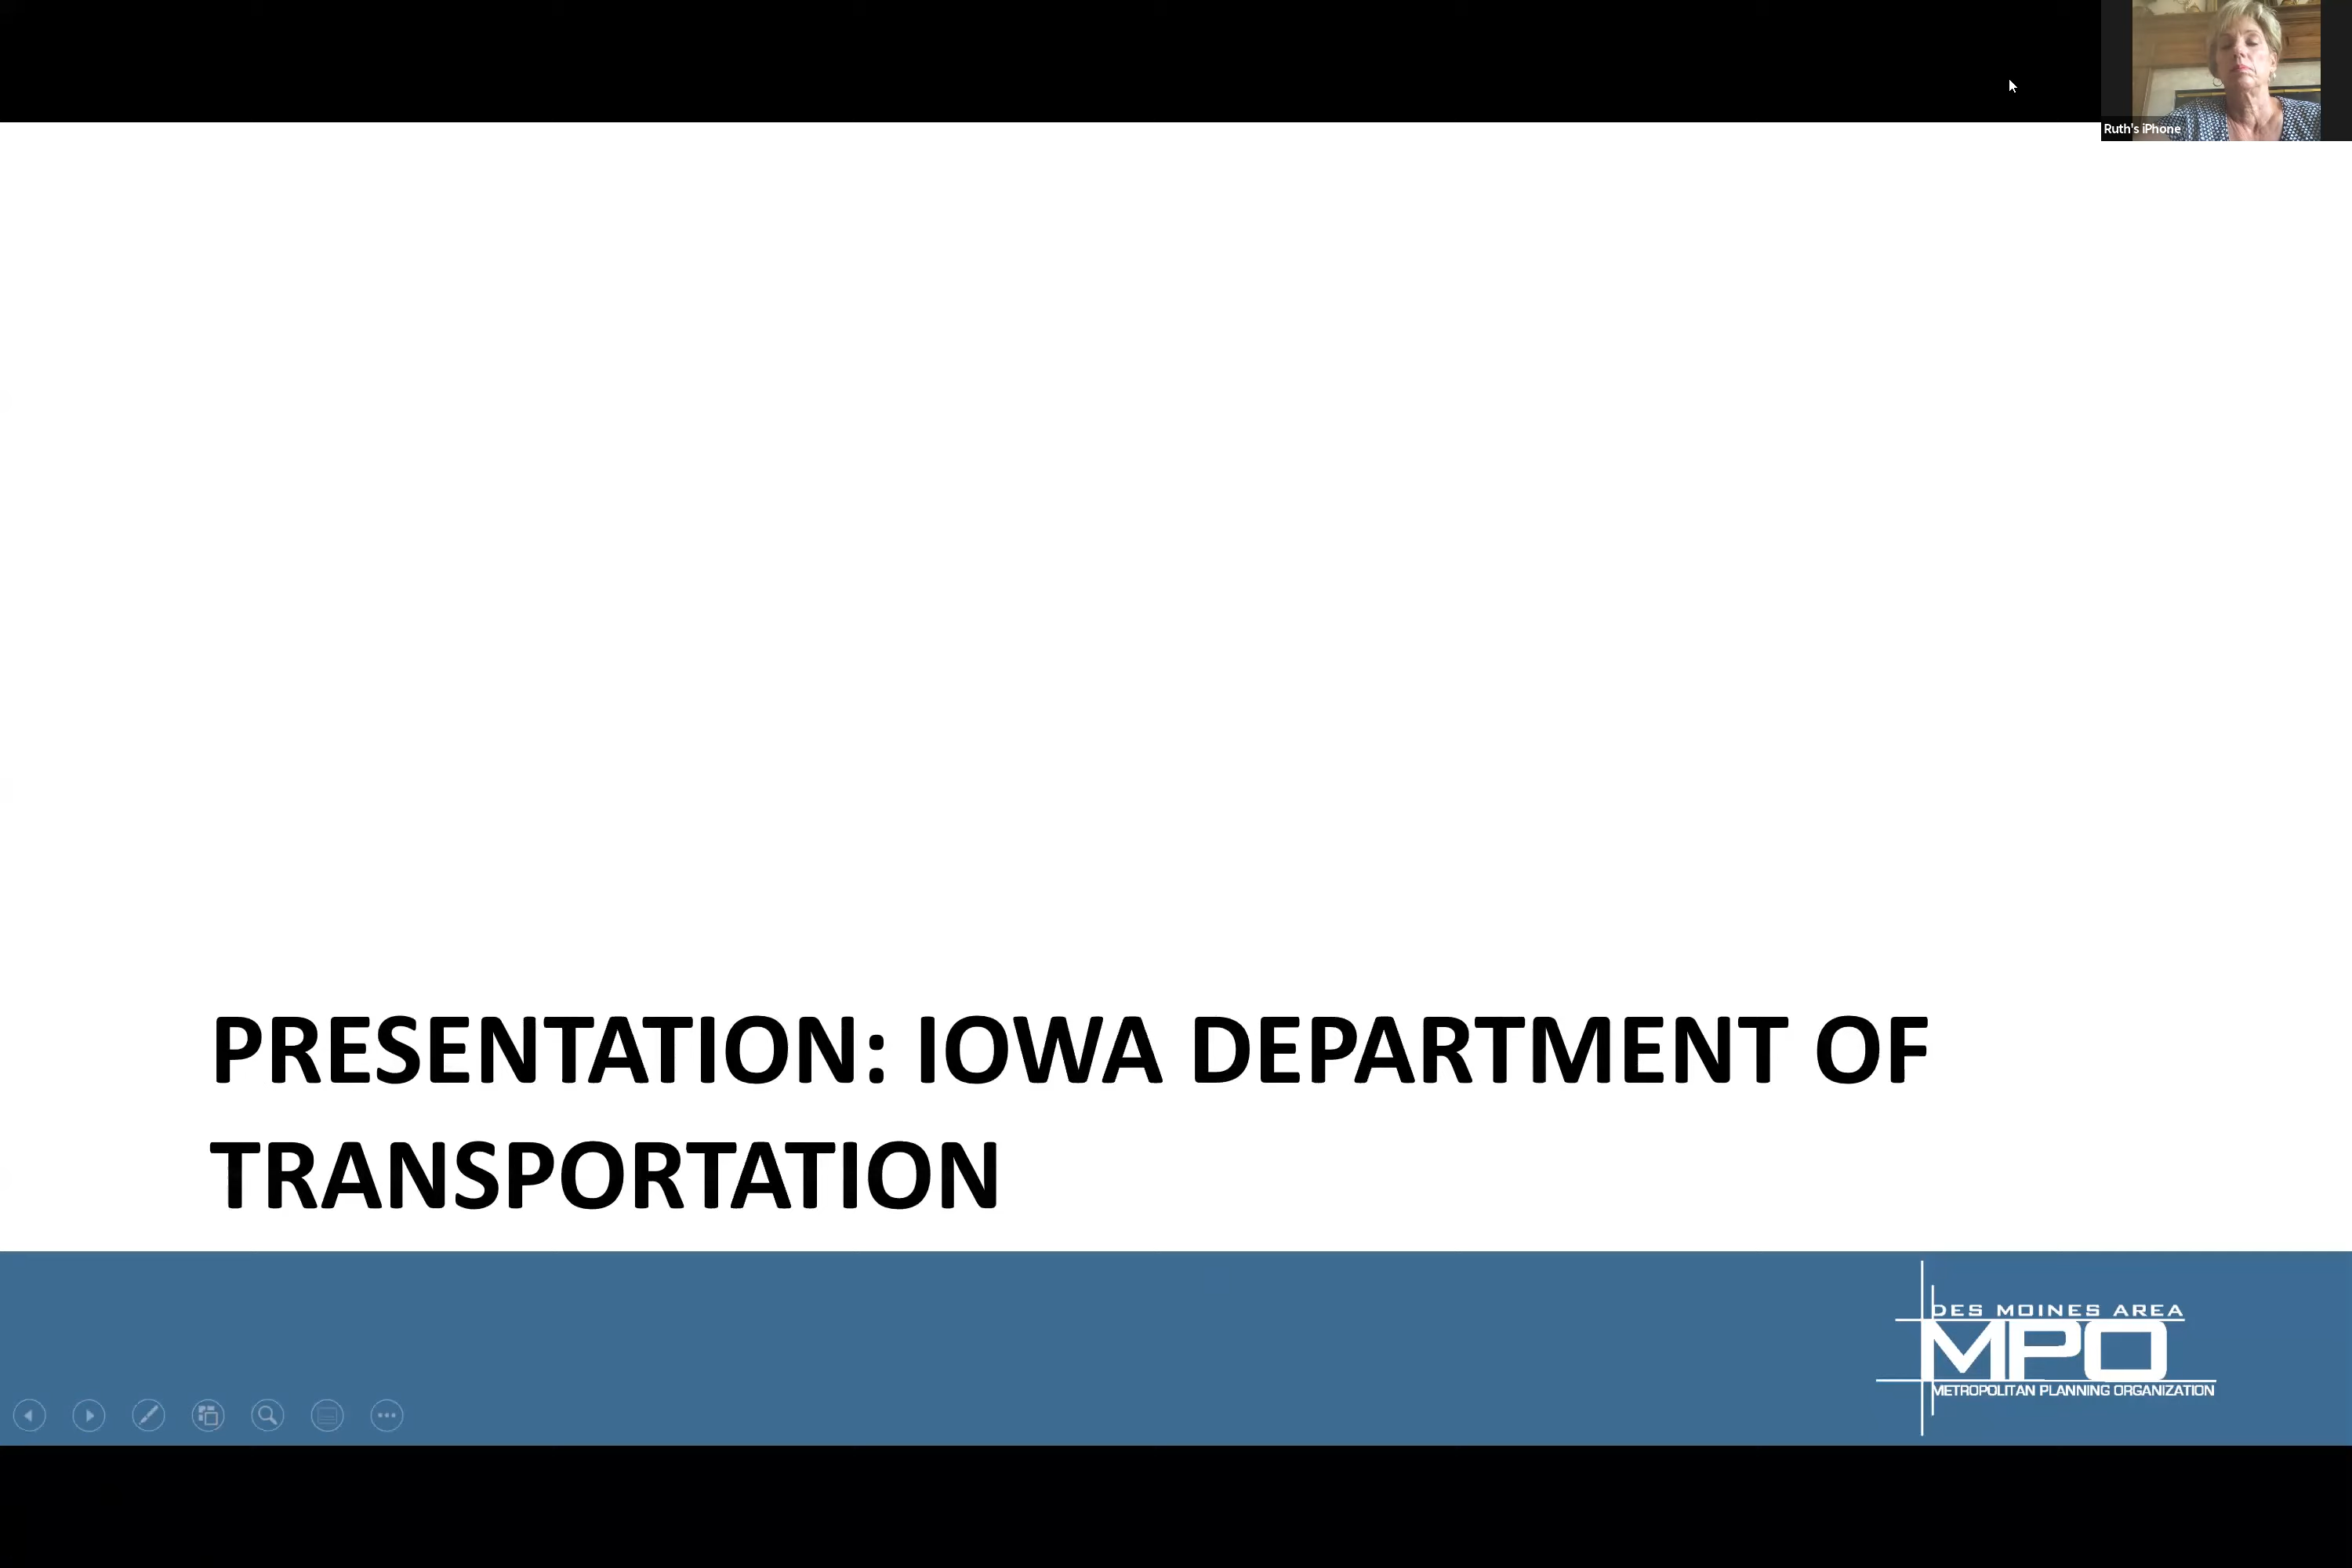 Ruth's iPhone
PRESENTATION: IOWA DEPARTMENT OF
TRANSPORTATION
DES MOINES AREA
MPO
METROPOLITAN PLANNING ORGANIZATION